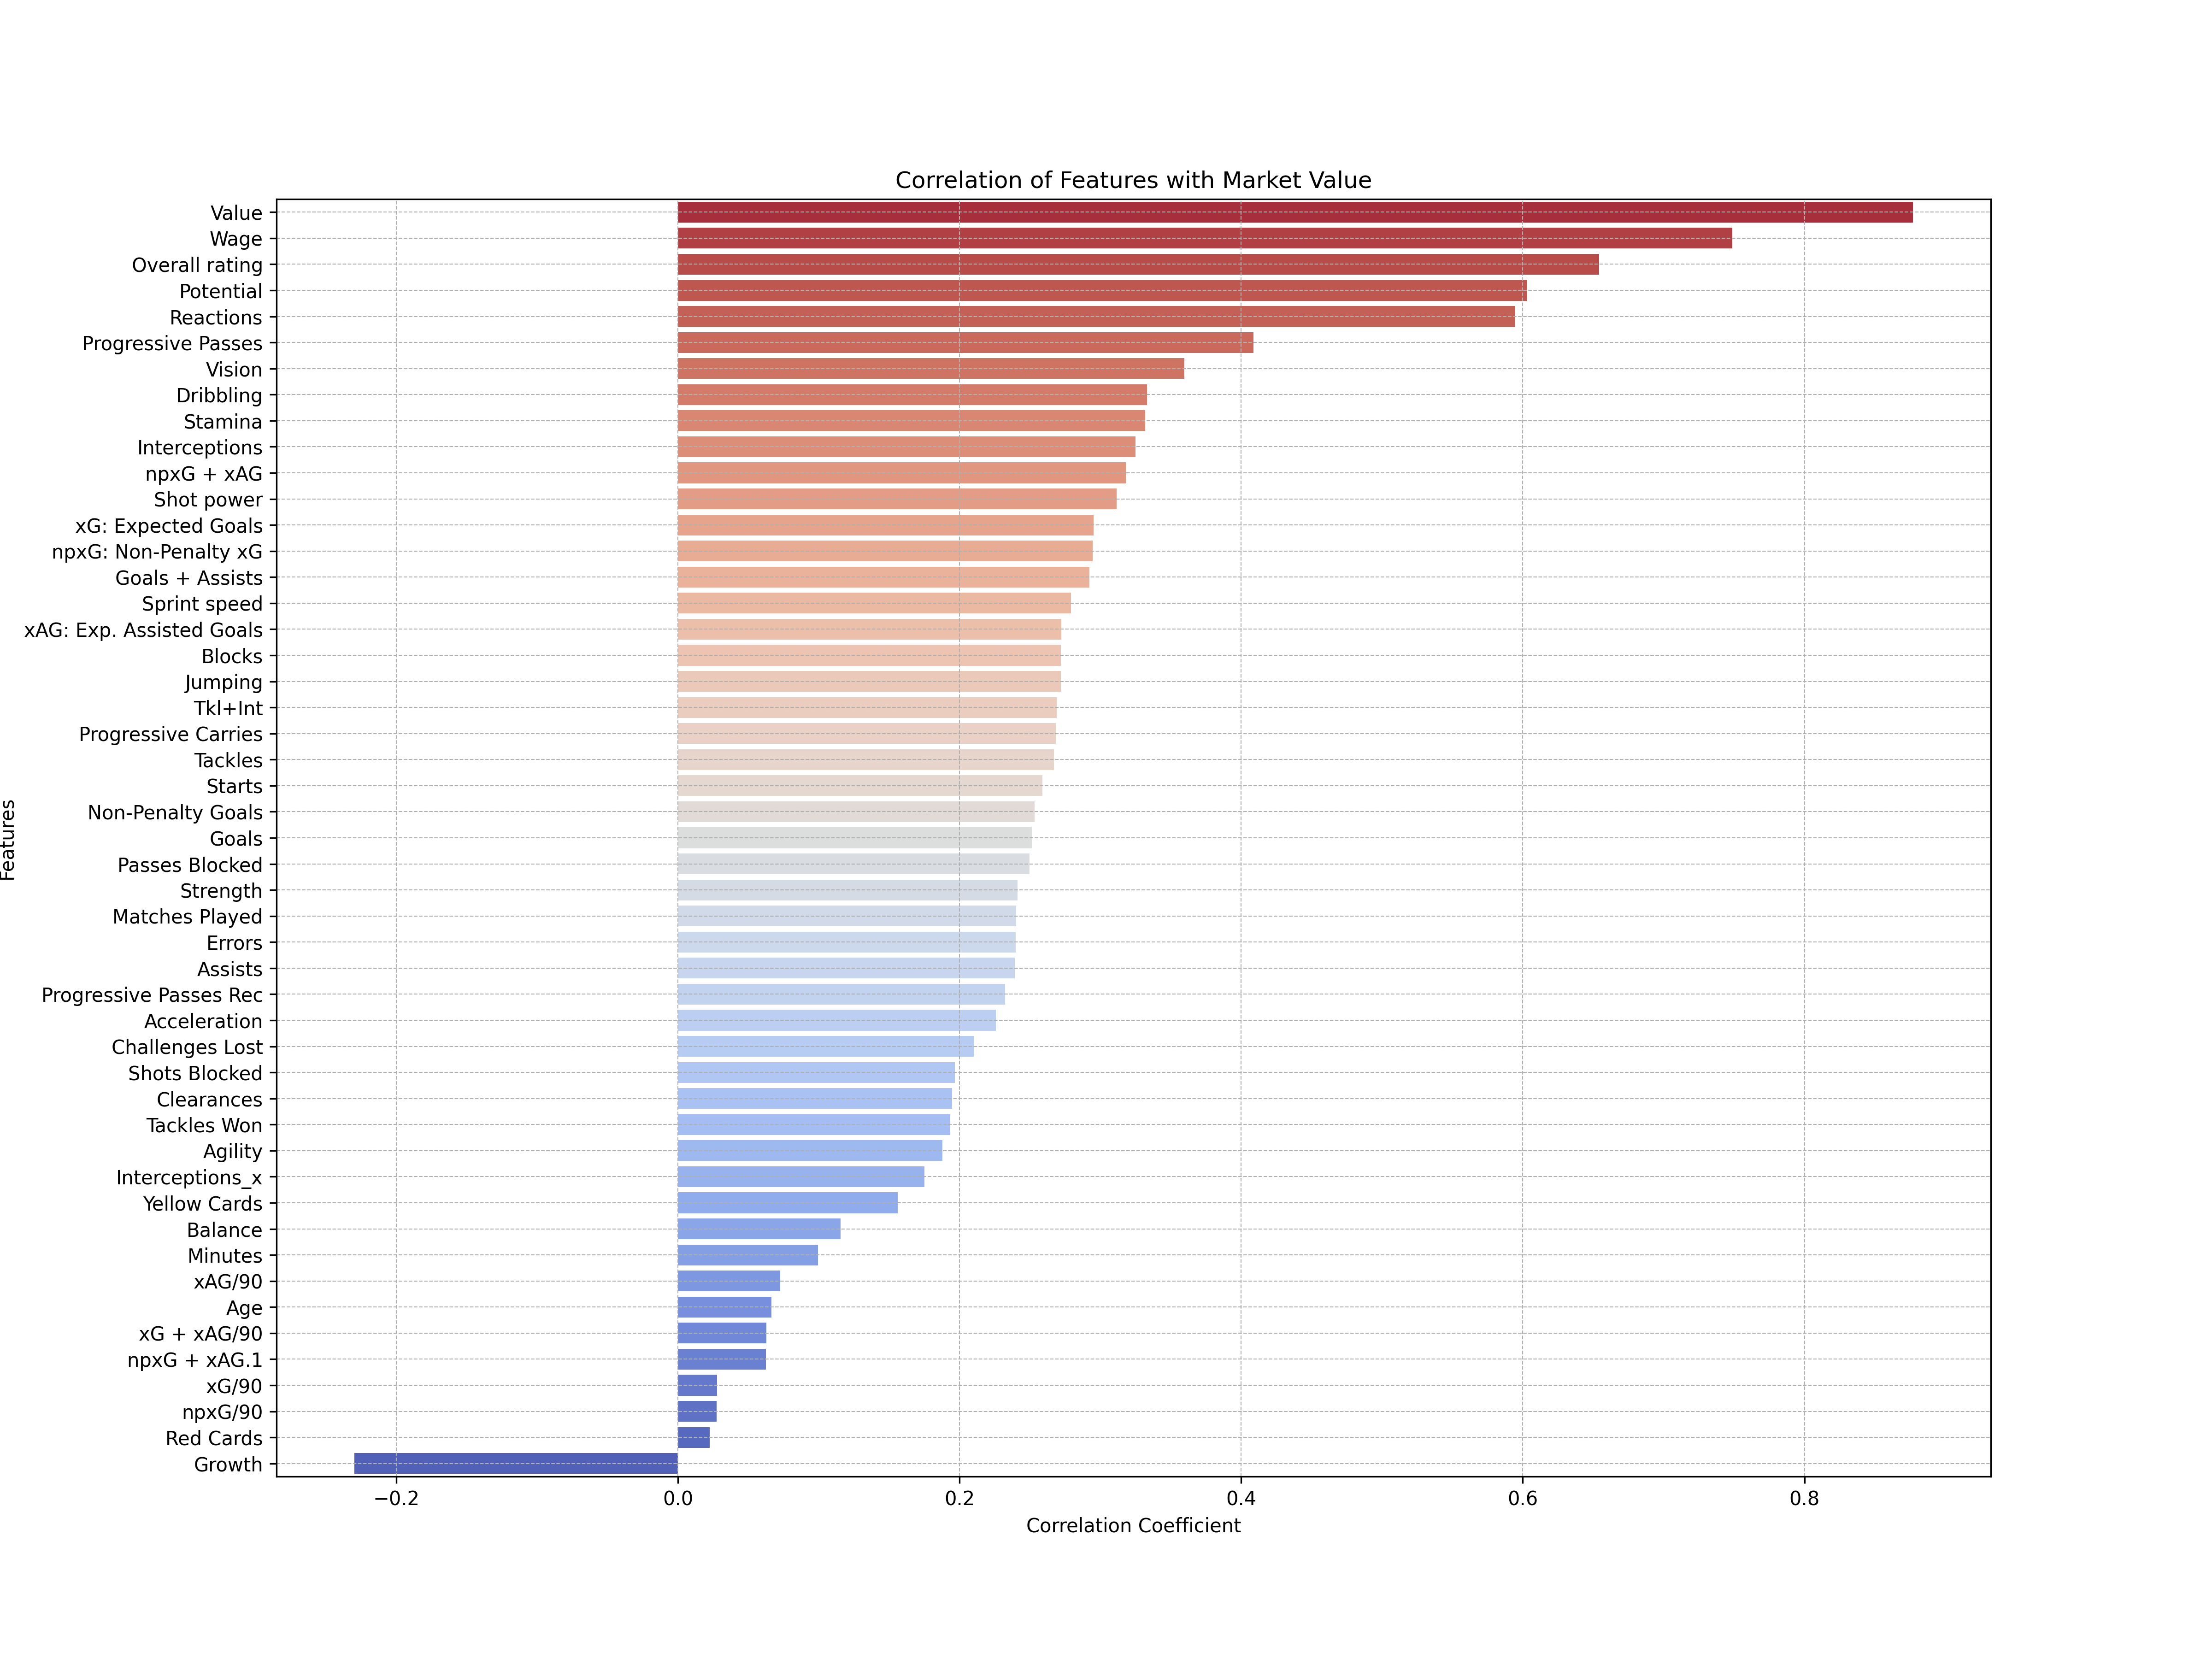 Correlation of Features with Market Value
Value
Wage
Overall rating
Potential
Reactions
Progressive Passes
Vision
Dribbling
Stamina
Interceptions
npxG + xAG
Shot power
xG: Expected Goals
npxG: Non-Penalty xG
Goals + Assists
Sprint speed
xAG: Exp. Assisted Goals
Blocks
Jumping
Tkl+Int
Progressive Carries
Tackles
Starts
Non-Penalty Goals
Goals
Passes Blocked
Strength
Matches Played
Errors
Assists
Progressive Passes Rec
Acceleration
Challenges Lost
Shots Blocked
Clearances
Tackles Won
Agility
Interceptions_x
Yellow Cards
Balance
Minutes
xAG/90
Age
xG + xAG/90
npxG + xAG.1
xG/90
npxG/90
Red Cards
Growth
Features
−0.2 0.0 0.2 0.4 0.6 0.8
Correlation Coefficient